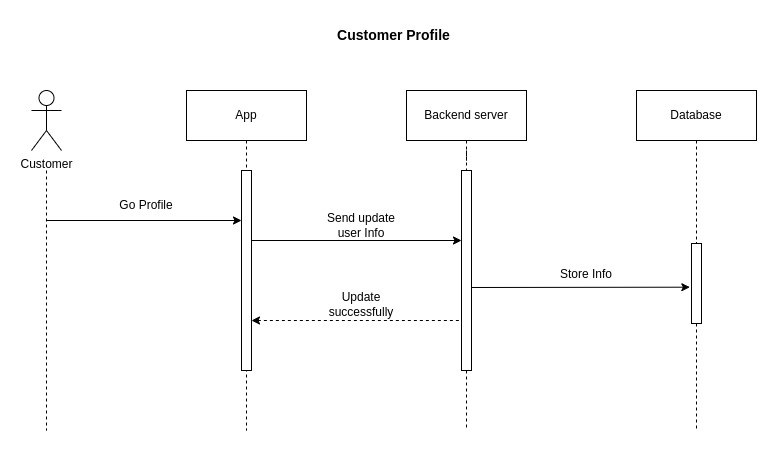 Customer Profile
App
Backend server
Database
Customer
Go Profile
Send update
user Info
Store Info
Update
successfully